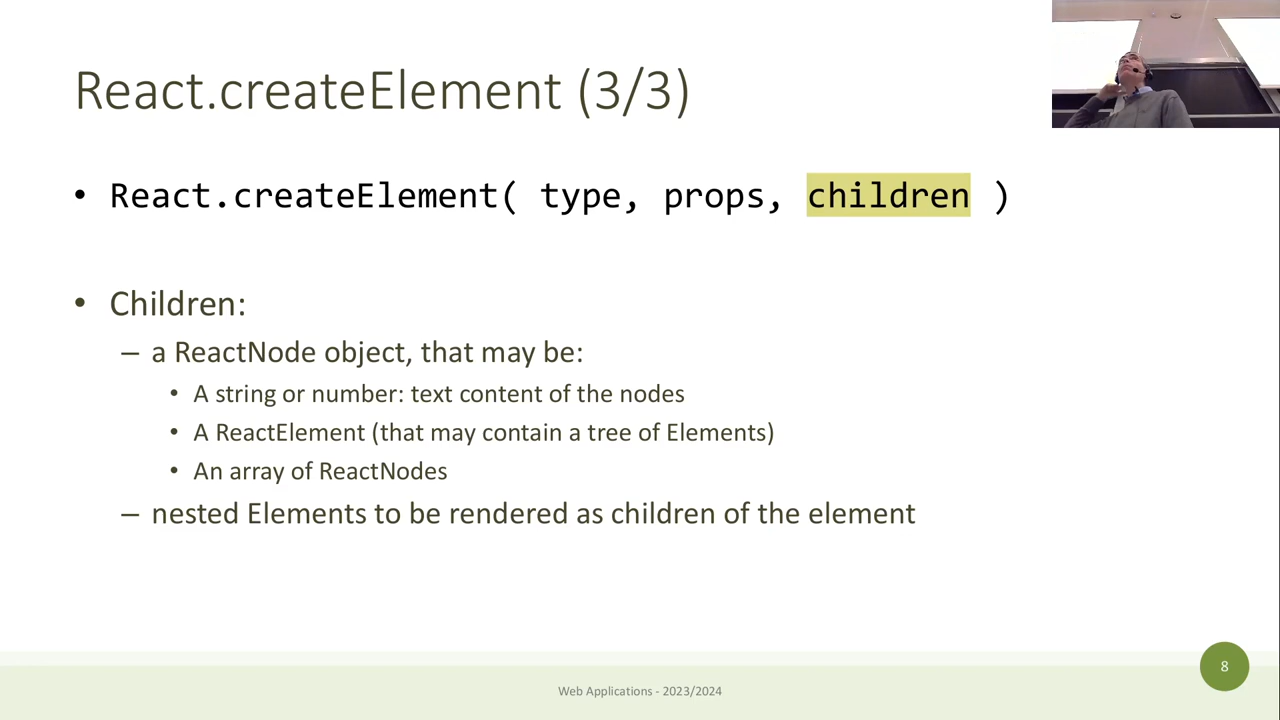 React.createElement (3/3)
• React.createElement( type, props, children )
• Children:
– a ReactNode object, that may be:
• A string or number: text content of the nodes
• A ReactElement (that may contain a tree of Elements)
• An array of ReactNodes
– nested Elements to be rendered as children of the element
8
Web Applications - 2023/2024